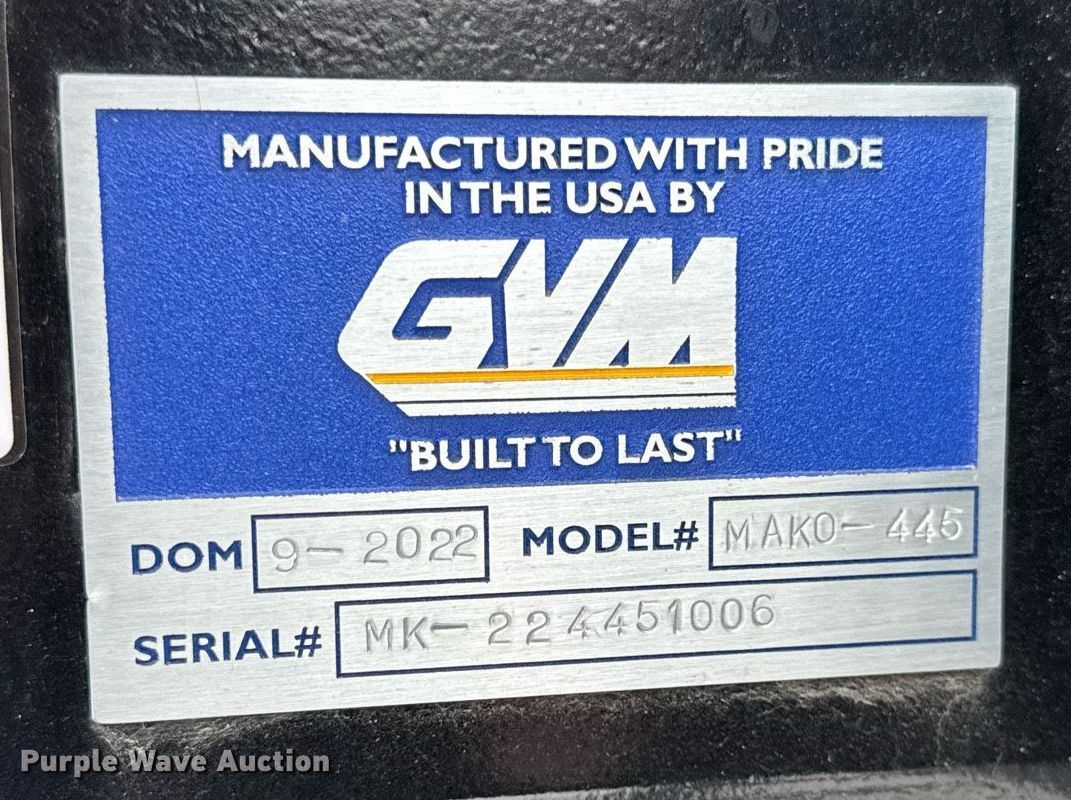 MANUFACTURED WITH PRIDE
IN THE USA BY
GVM
"BUILT TO LAST"
DOM 9-2022 MODEL# MAKO-445
SERIAL# MK-224451006
Purple Wave Auction